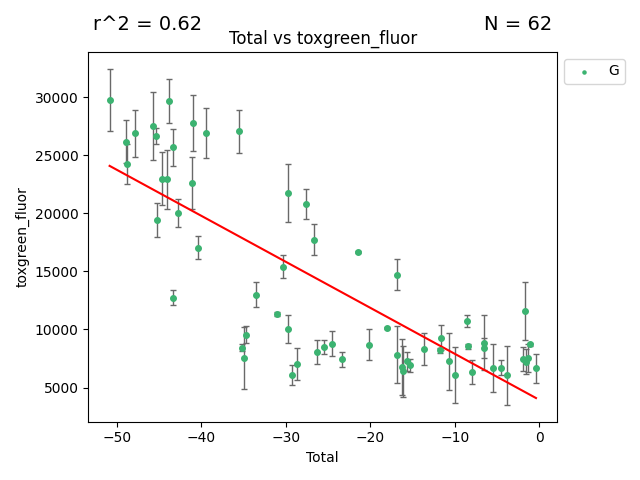 r^2 = 0.62
N = 62
Total vs toxgreen_fluor
G
30000
25000
20000
15000
10000
5000
toxgreen_fluor
−50
−40
−30
−20
−10
0
Total